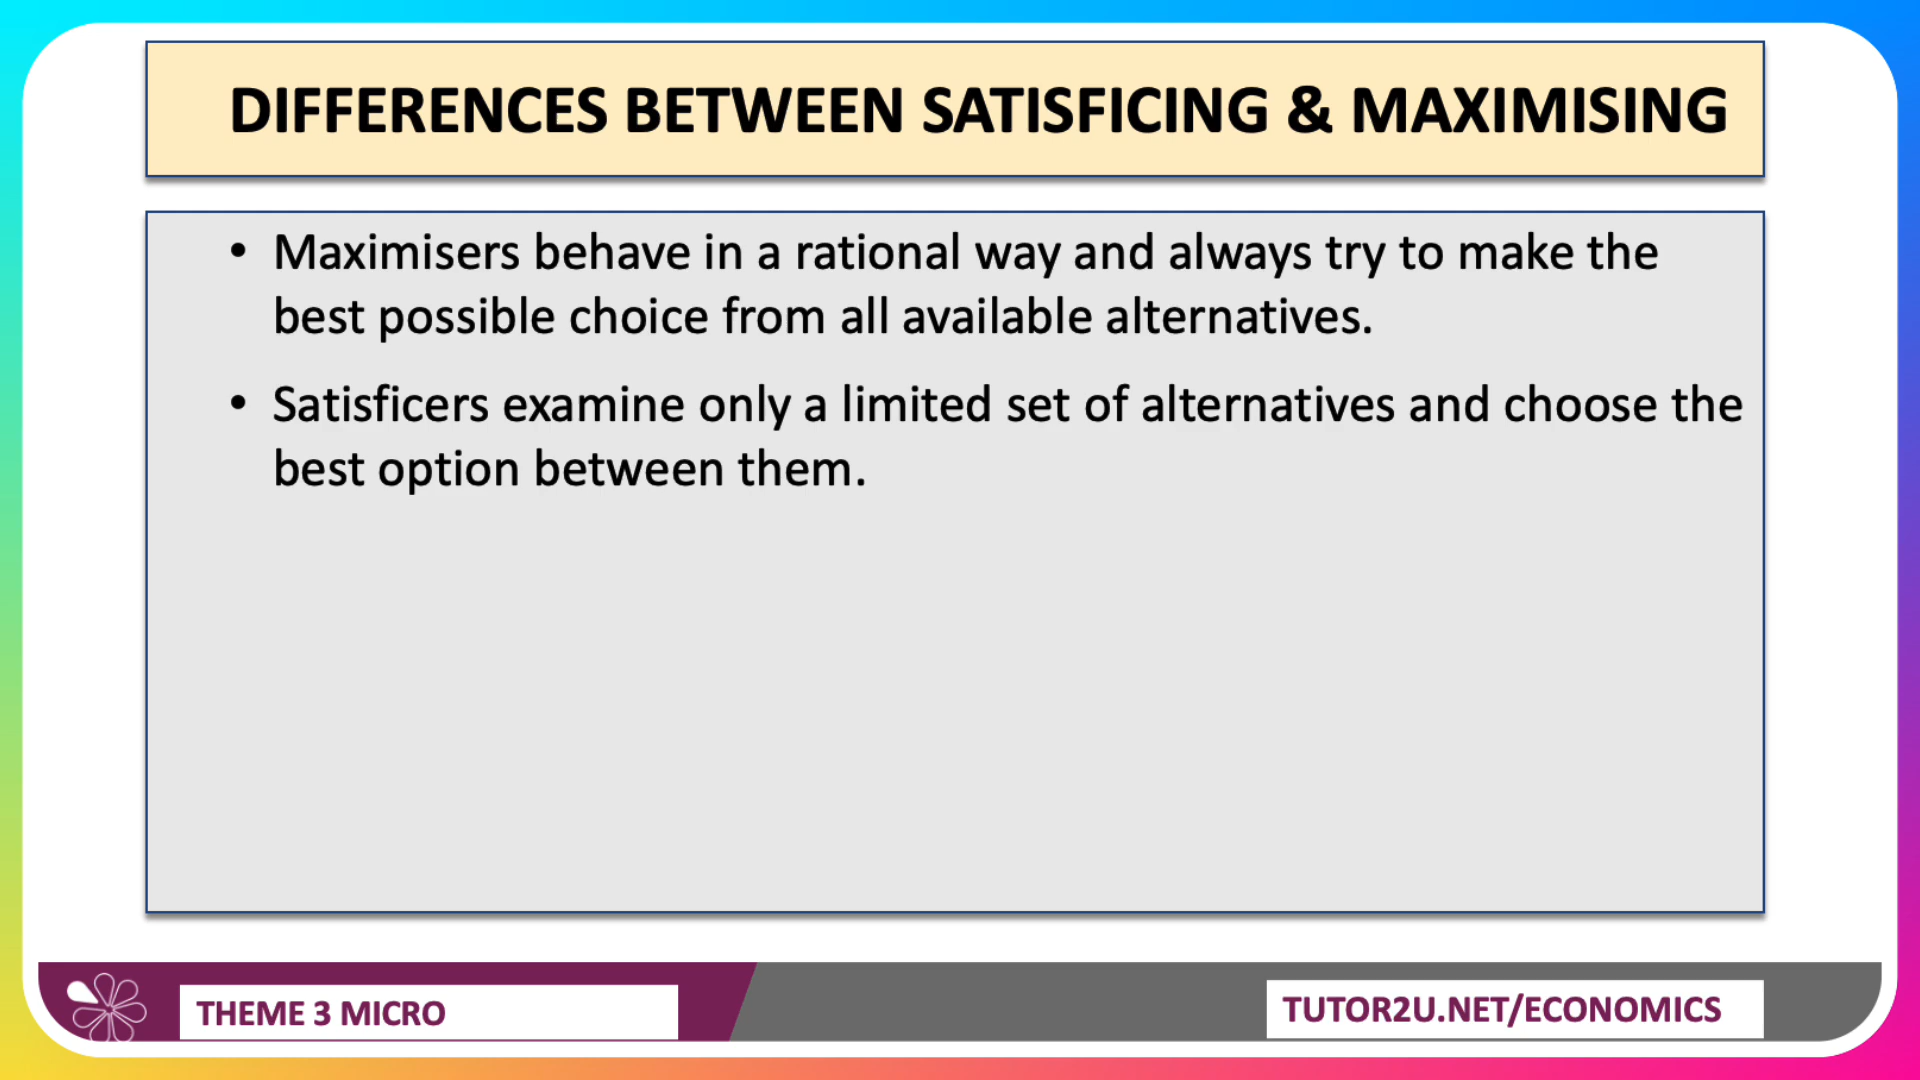 DIFFERENCES BETWEEN SATISFICING & MAXIMISING
• Maximisers behave in a rational way and always try to make the
best possible choice from all available alternatives.
• Satisficers examine only a limited set of alternatives and choose the
best option between them.
THEME 3 MICRO
TUTOR2U.NET/ECONOMICS